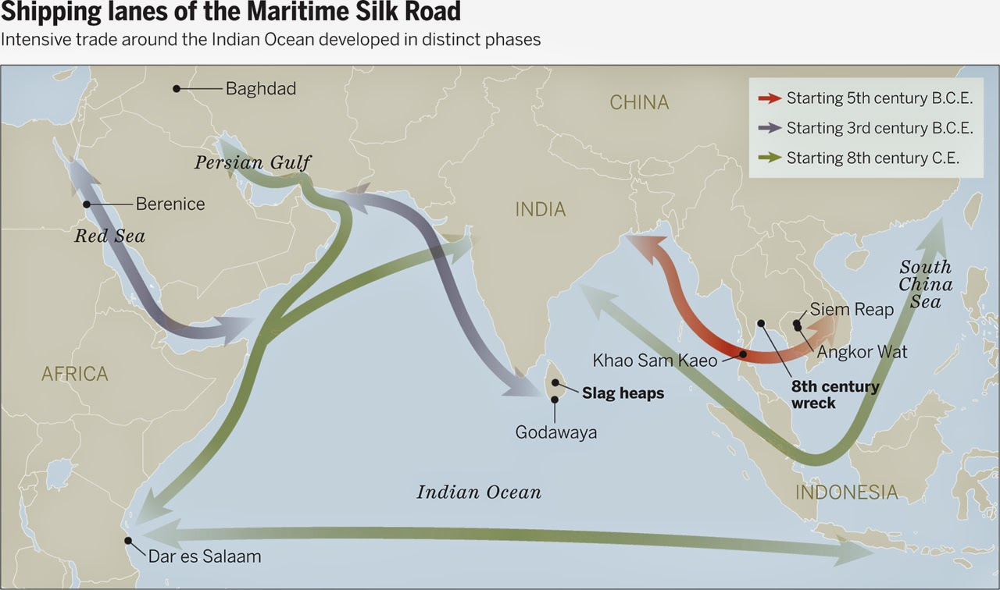 Shipping lanes of the Maritime Silk Road
Intensive trade around the Indian Ocean developed in distinct phases
Baghdad
CHINA
Starting 5th century B.C.E.
Starting 3rd century B.C.E.
Starting 8th century C.E.
Persian Gulf
Berenice
INDIA
Red Sea
South
China
Sea
Siem Reap
AFRICA
Khao Sam Kaeo
Angkor Wat
8th century
wreck
Slag heaps
Godawaya
Indian Ocean
INDONESIA
Dar es Salaam